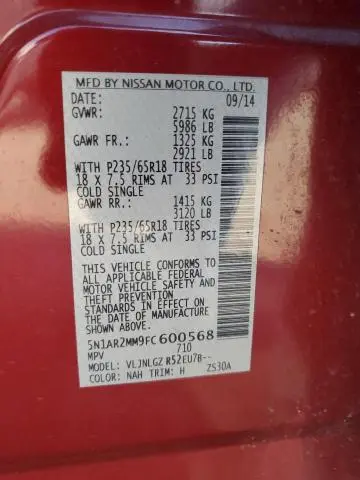 MFD BY NISSAN MOTOR CO., LTD.
DATE: 09/14
GVWR: 2715 KG
5986 LB
GAWR FR.: 1325 KG
2921 LB
WITH P235/65R18 TIRES
18 X 7.5 RIMS AT 33 PSI
COLD SINGLE
GAWR RR.: 1415 KG
3120 LB
WITH P235/65R18 TIRES
18 X 7.5 RIMS AT 33 PSI
COLD SINGLE
THIS VEHICLE CONFORMS TO
ALL APPLICABLE FEDERAL
MOTOR VEHICLE SAFETY AND
THEFT PREVENTION
STANDARDS IN EFFECT ON
THE DATE OF MANUFACTURE
SHOWN ABOVE.
5N1AR2MM9FC600568
MPV 710
MODEL: VLJNLGZ R52EU7B--
COLOR: NAH TRIM: H ZS30A